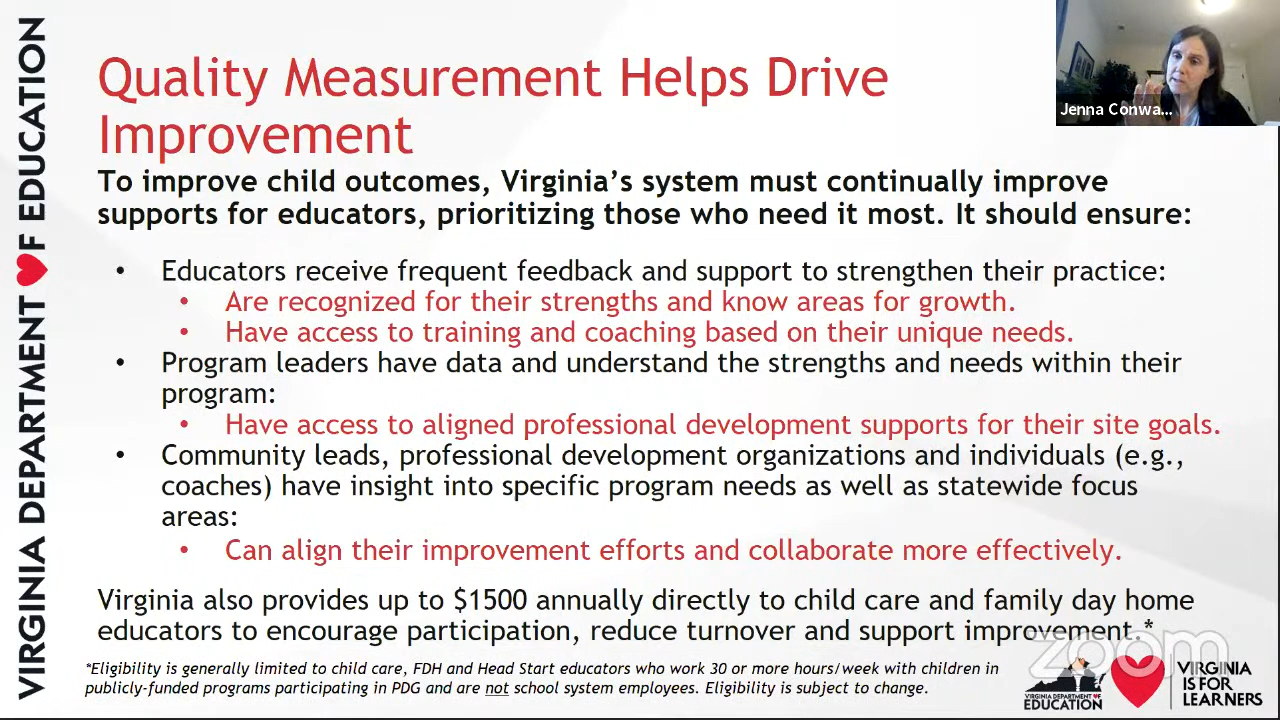 VIRGINIA DEPARTMENT OF EDUCATION
Quality Measurement Helps Drive
Improvement
Jenna Conwa...
To improve child outcomes, Virginia's system must continually improve
supports for educators, prioritizing those who need it most. It should ensure:
• Educators receive frequent feedback and support to strengthen their practice:
• Are recognized for their strengths and know areas for growth.
• Have access to training and coaching based on their unique needs.
• Program leaders have data and understand the strengths and needs within their
program:
• Have access to aligned professional development supports for their site goals.
• Community leads, professional development organizations and individuals (e.g.,
coaches) have insight into specific program needs as well as statewide focus
areas:
• Can align their improvement efforts and collaborate more effectively.
Virginia also provides up to $1500 annually directly to child care and family day home
educators to encourage participation, reduce turnover and support improvement.*
zoom
*Eligibility is generally limited to child care, FDH and Head Start educators who work 30 or more hours/week with children in
publicly-funded programs participating in PDG and are not school system employees. Eligibility is subject to change.
VIRGINIA DEPARTMENT OF
EDUCATION
VIRGINIA
IS FOR
LEARNERS